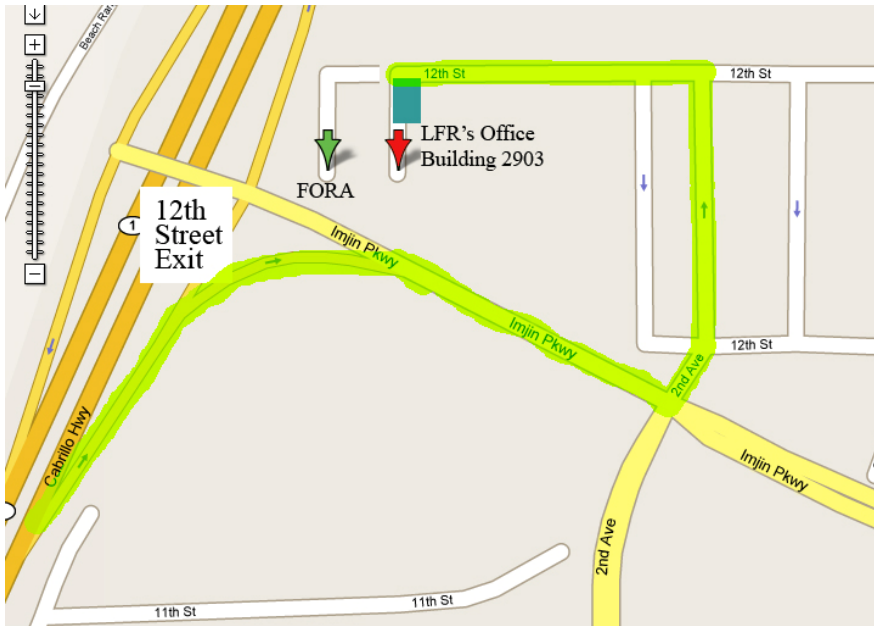 Beach Ran
12th St
12th St
LFR's Office
Building 2903
FORA
1
12th
Street
Exit
Imjin Pkwy
Imjin Pkwy
12th St
2nd Ave
Cabrillo Hwy
Imjin Pkwy
2nd Ave
11th St
11th St